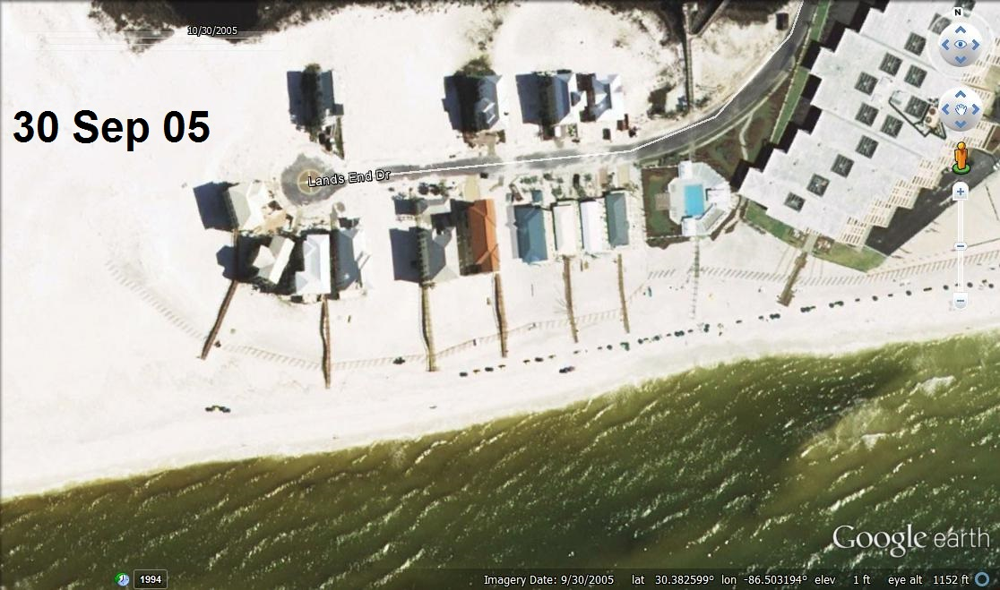 10/30/2005
N
30 Sep 05
Lands End Dr
Google earth
1994
Imagery Date: 9/30/2005 lat 30.382599° lon -86.503194° elev 1 ft eye alt 1152 ft